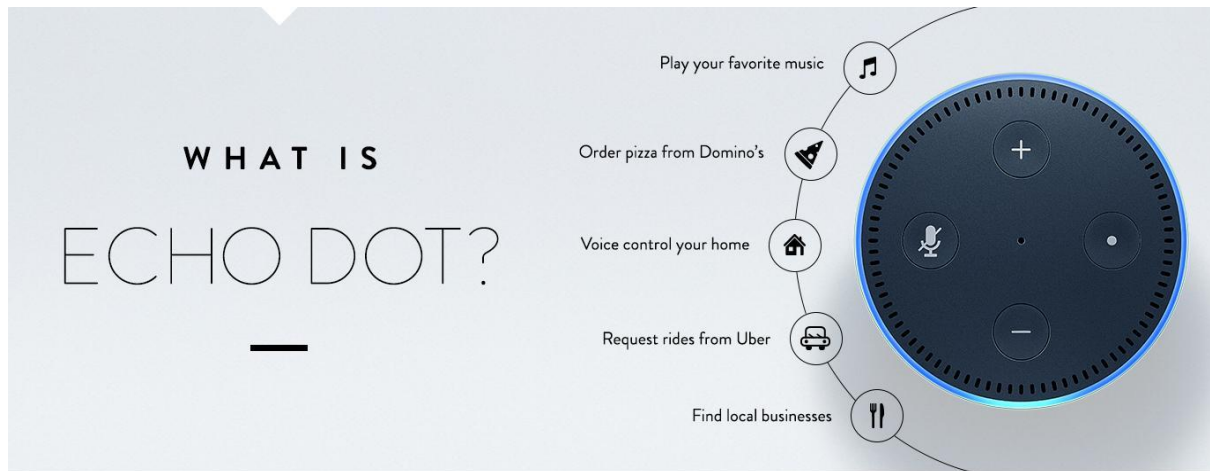 WHAT IS
ECHO DOT?
Play your favorite music
Order pizza from Domino's
Voice control your home
Request rides from Uber
Find local businesses